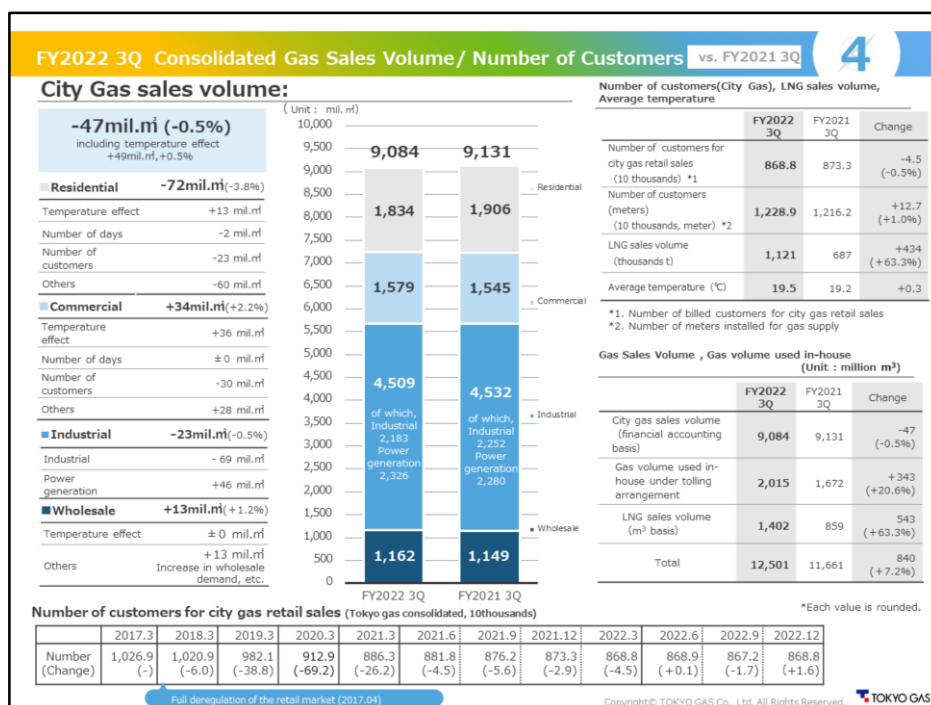 FY2022 3Q Consolidated Gas Sales Volume/ Number of Customers vs. FY2021 3Q 4
City Gas sales volume:
-47mil.㎥ (-0.5%)
including temperature effect
+49mil.㎥,+0.5%
Residential -72mil.㎥(-3.8%)
Temperature effect +13 mil.㎥
Number of days -2 mil.㎥
Number of
customers -23 mil.㎥
Others -60 mil.㎥
Commercial +34mil.㎥(+2.2%)
Temperature
effect +36 mil.㎥
Number of days ±0 mil.㎥
Number of
customers -30 mil.㎥
Others +28 mil.㎥
Industrial -23mil.㎥(-0.5%)
Industrial - 69 mil.㎥
Power
generation +46 mil.㎥
Wholesale +13mil.㎥(+1.2%)
Temperature effect ±0 mil.㎥
Others +13 mil.㎥
Increase in wholesale
demand, etc.
(Unit : mil.㎥)
10,000
9,500
9,000
8,500
8,000
7,500
7,000
6,500
6,000
5,500
5,000
4,500
4,000
3,500
3,000
2,500
2,000
1,500
1,000
500
0
9,084 9,131
1,834 1,906
1,579 1,545
4,509
of which,
Industrial
2,183
Power
generation
2,326
4,532
of which,
Industrial
2,252
Power
generation
2,280
1,162 1,149
FY2022 3Q FY2021 3Q
Residential
Commercial
Industrial
Wholesale
Number of customers(City Gas), LNG sales volume,
Average temperature
FY2022 3Q FY2021 3Q Change
Number of customers for
city gas retail sales
(10 thousands) *1 868.8 873.3 -4.5 (-0.5%)
Number of customers
(meters)
(10 thousands, meter) *2 1,228.9 1,216.2 +12.7 (+1.0%)
LNG sales volume
(thousands t) 1,121 687 +434 (+63.3%)
Average temperature (℃) 19.5 19.2 +0.3
*1. Number of billed customers for city gas retail sales
*2. Number of meters installed for gas supply
Gas Sales Volume , Gas volume used in-house
(Unit : million m³)
FY2022 3Q FY2021 3Q Change
City gas sales volume
(financial accounting
basis) 9,084 9,131 -47 (-0.5%)
Gas volume used in-
house under tolling
arrangement 2,015 1,672 +343 (+20.6%)
LNG sales volume
(m³ basis) 1,402 859 543 (+63.3%)
Total 12,501 11,661 840 (+7.2%)
*Each value is rounded.
Number of customers for city gas retail sales (Tokyo gas consolidated, 10thousands)
2017.3 2018.3 2019.3 2020.3 2021.3 2021.6 2021.9 2021.12 2022.3 2022.6 2022.9 2022.12
Number 1,026.9 1,020.9 982.1 912.9 886.3 881.8 876.2 873.3 868.8 868.9 867.2 868.8
(Change) (-) (-6.0) (-38.8) (-69.2) (-26.2) (-4.5) (-5.6) (-2.9) (-4.5) (+0.1) (-1.7) (+1.6)
Full deregulation of the retail market (2017.04)
Copyright© TOKYO GAS Co., Ltd. All Rights Reserved.
TOKYO GAS